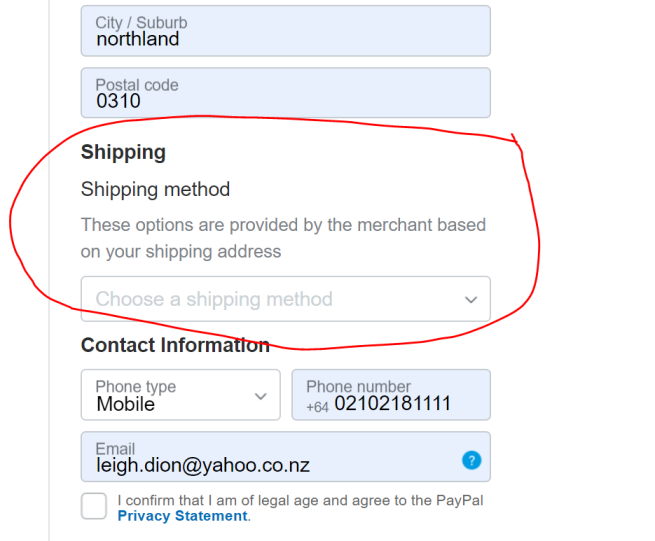 City / Suburb
northland
Postal code
0310
Shipping
Shipping method
These options are provided by the merchant based
on your shipping address
Choose a shipping method
Contact Information
Phone type
Mobile
Phone number
+64 02102181111
Email
leigh.dion@yahoo.co.nz
?
I confirm that I am of legal age and agree to the PayPal
Privacy Statement.